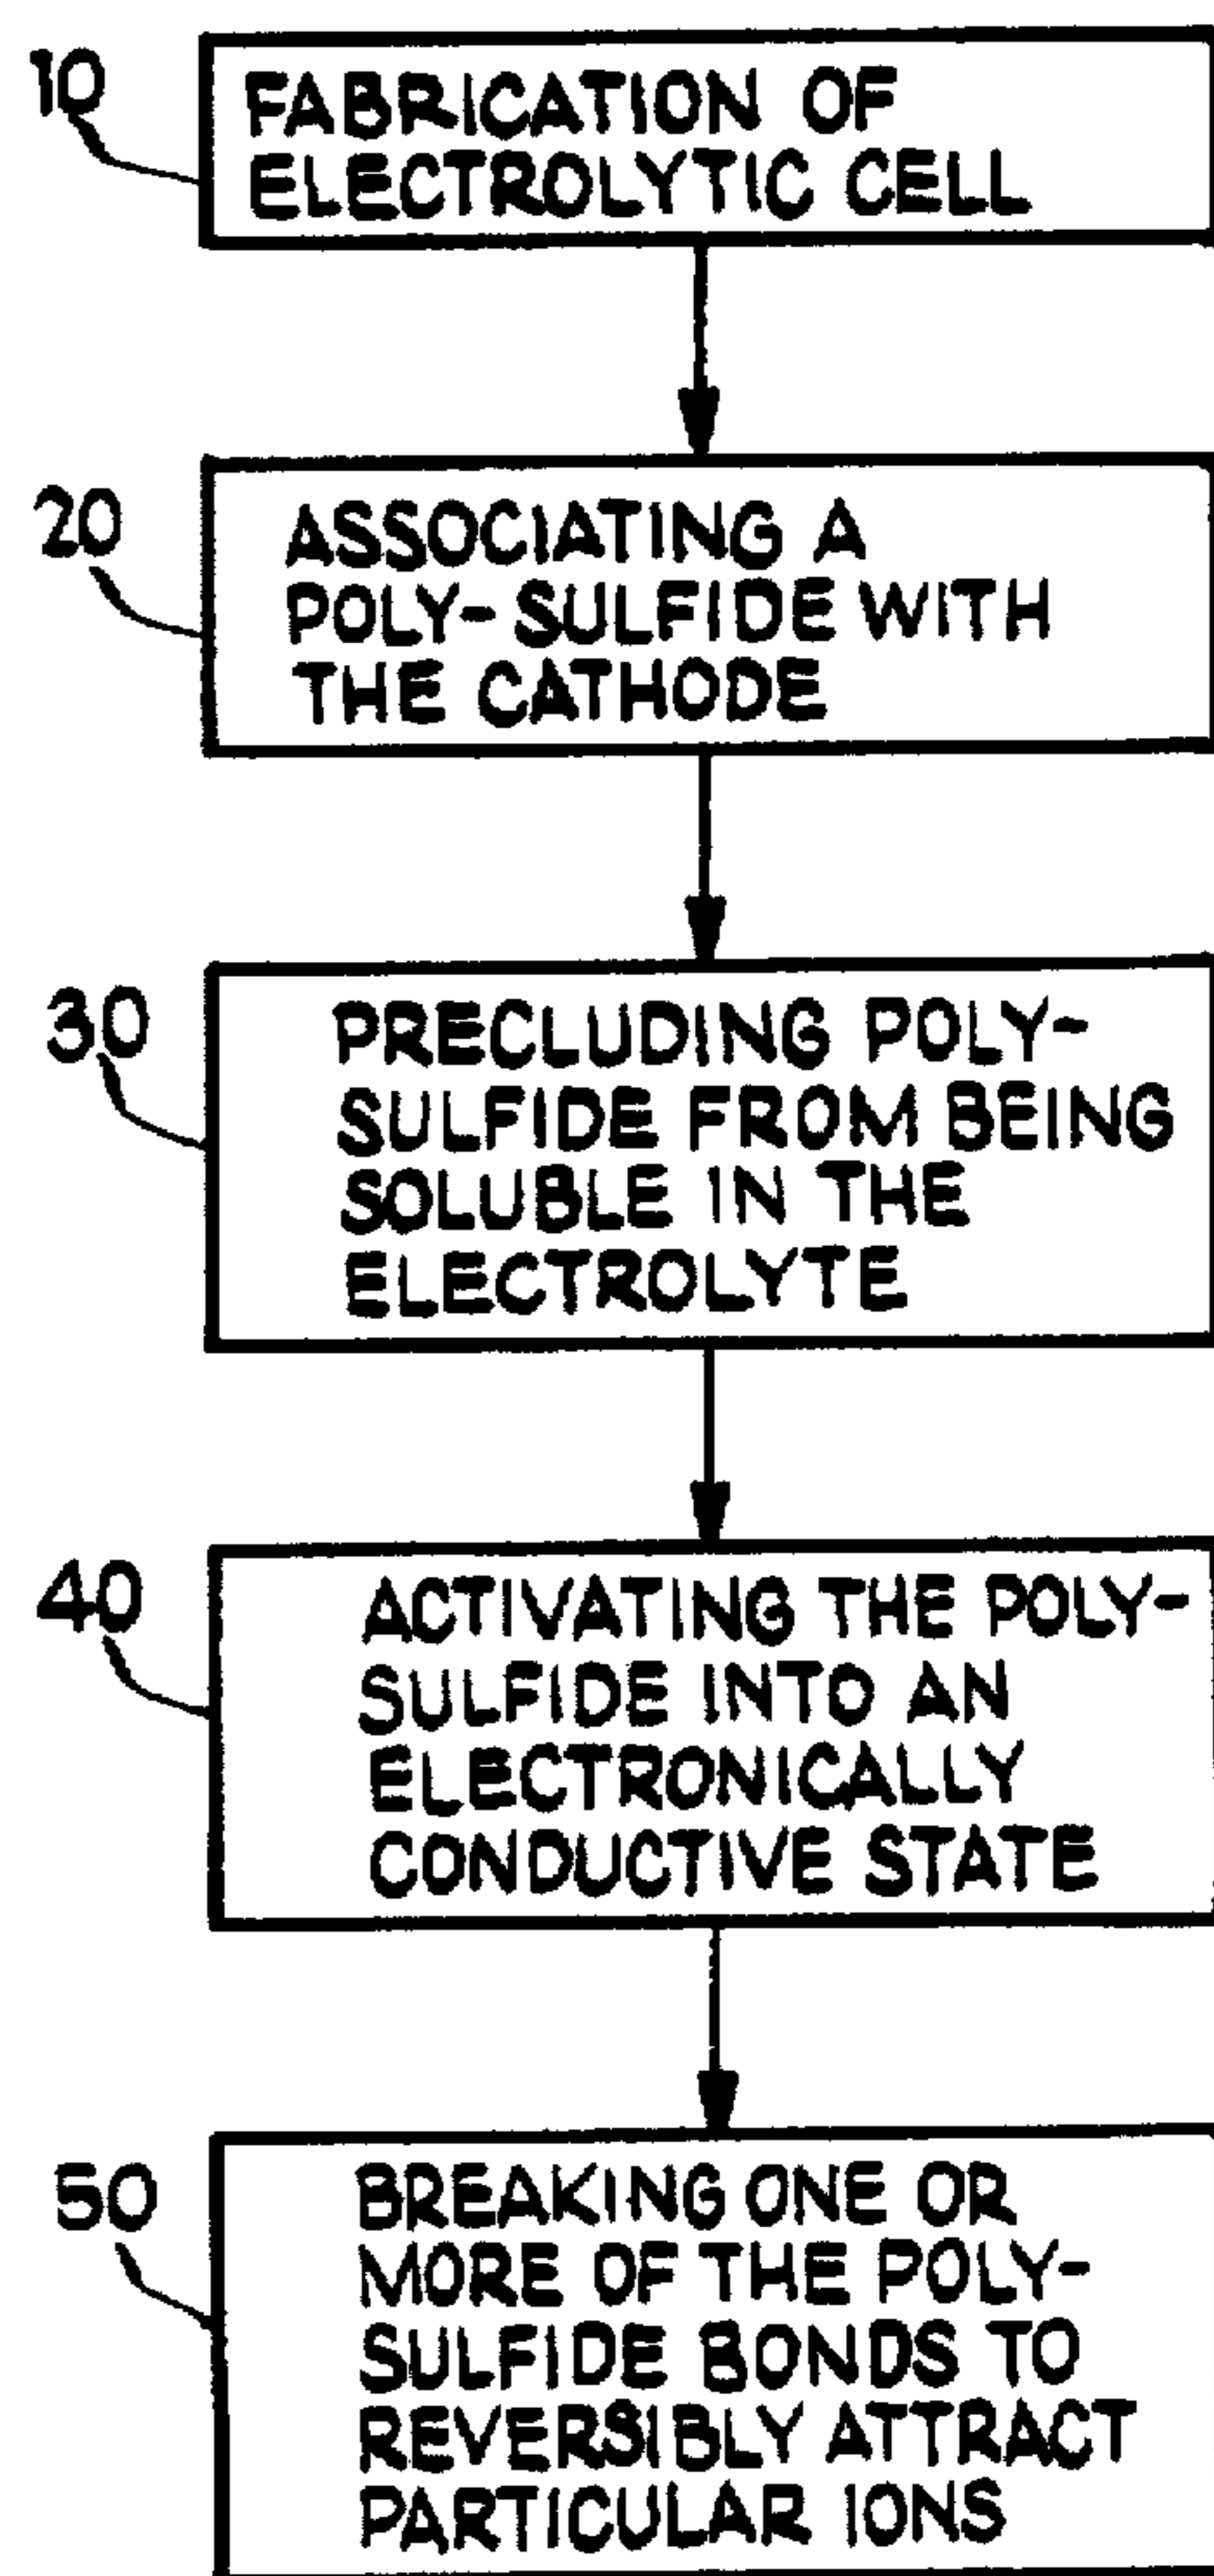 10
FABRICATION OF
ELECTROLYTIC CELL
20
ASSOCIATING A
POLY-SULFIDE WITH
THE CATHODE
30
PRECLUDING POLY-
SULFIDE FROM BEING
SOLUBLE IN THE
ELECTROLYTE
40
ACTIVATING THE POLY-
SULFIDE INTO AN
ELECTRONICALLY
CONDUCTIVE STATE
50
BREAKING ONE OR
MORE OF THE POLY-
SULFIDE BONDS TO
REVERSIBLY ATTRACT
PARTICULAR IONS